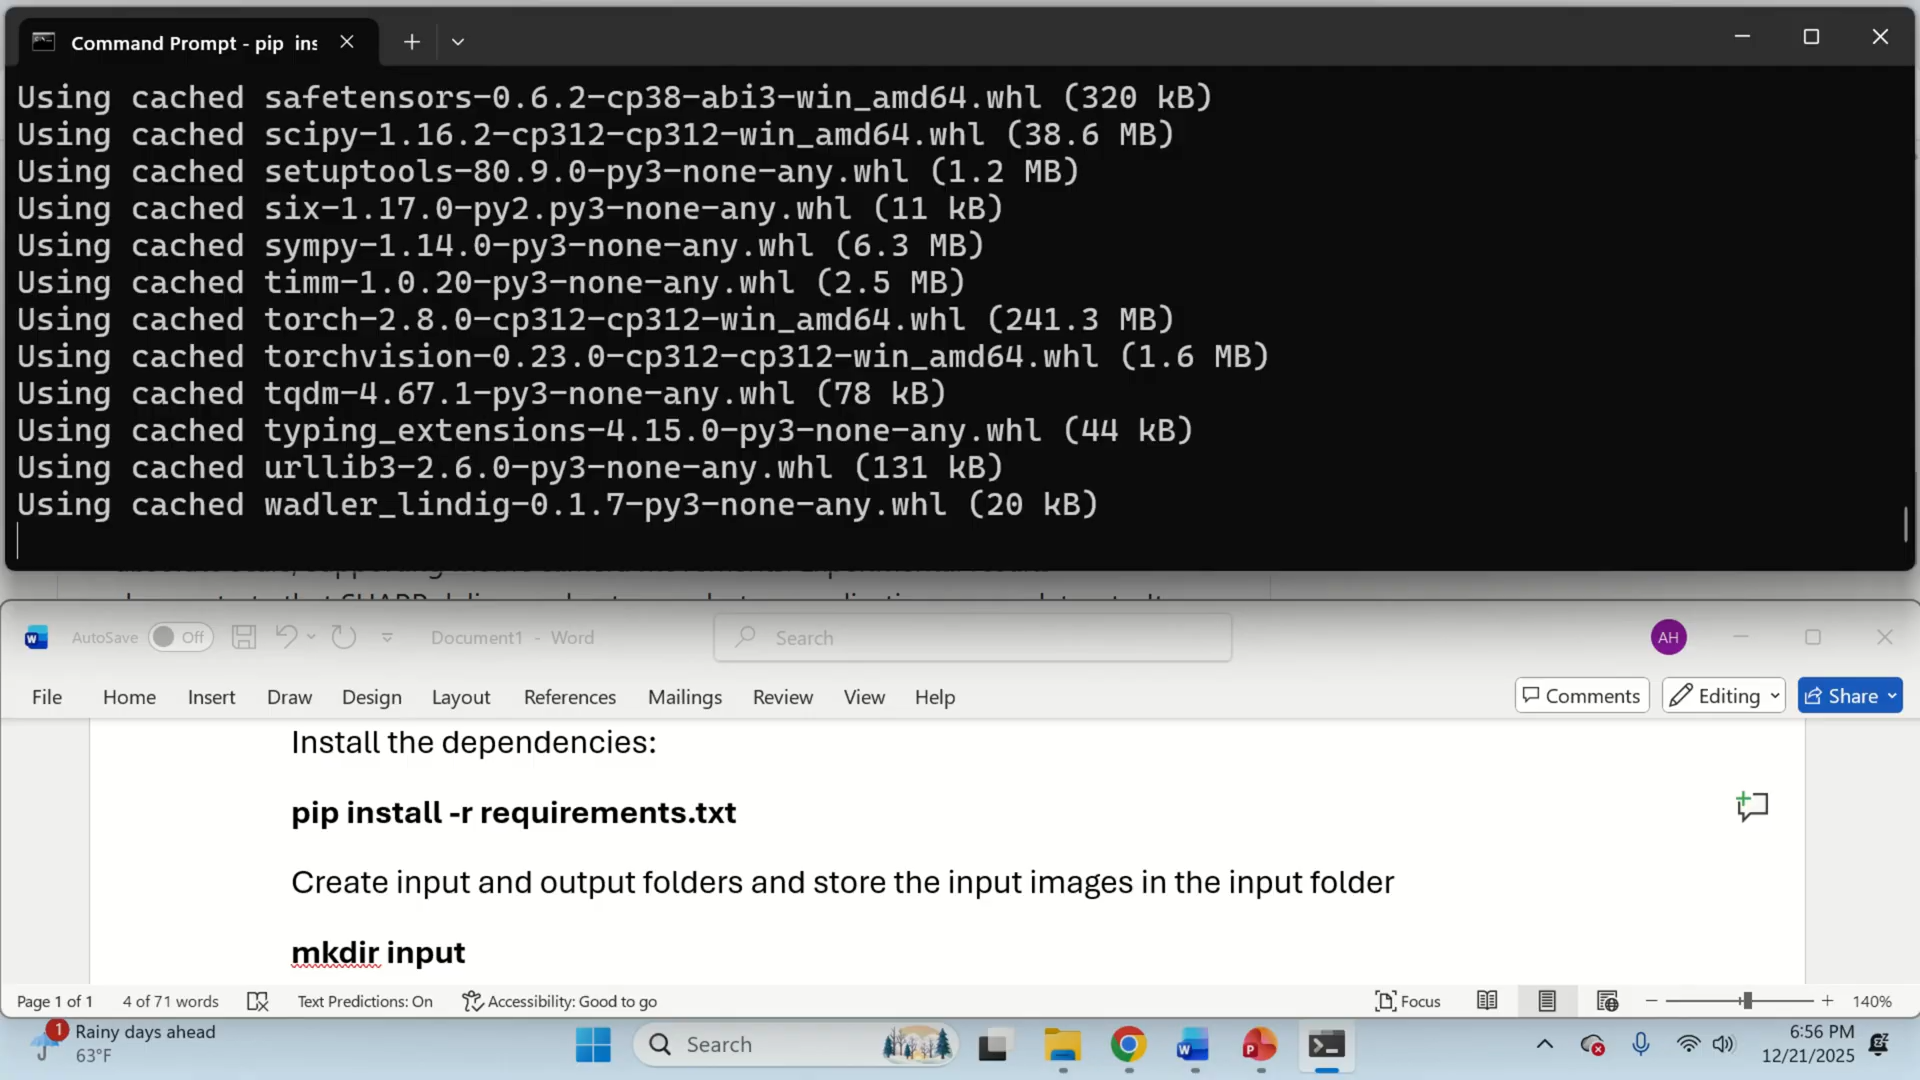 Command Prompt - pip ins
Using cached safetensors-0.6.2-cp38-abi3-win_amd64.whl (320 kB)
Using cached scipy-1.16.2-cp312-cp312-win_amd64.whl (38.6 MB)
Using cached setuptools-80.9.0-py3-none-any.whl (1.2 MB)
Using cached six-1.17.0-py2.py3-none-any.whl (11 kB)
Using cached sympy-1.14.0-py3-none-any.whl (6.3 MB)
Using cached timm-1.0.20-py3-none-any.whl (2.5 MB)
Using cached torch-2.8.0-cp312-cp312-win_amd64.whl (241.3 MB)
Using cached torchvision-0.23.0-cp312-cp312-win_amd64.whl (1.6 MB)
Using cached tqdm-4.67.1-py3-none-any.whl (78 kB)
Using cached typing_extensions-4.15.0-py3-none-any.whl (44 kB)
Using cached urllib3-2.6.0-py3-none-any.whl (131 kB)
Using cached wadler_lindig-0.1.7-py3-none-any.whl (20 kB)
AutoSave Off Document1 - Word Search AH
File Home Insert Draw Design Layout References Mailings Review View Help Comments Editing Share
Install the dependencies:
pip install -r requirements.txt
Create input and output folders and store the input images in the input folder
mkdir input
Page 1 of 1 4 of 71 words Text Predictions: On Accessibility: Good to go Focus 140%
1 Rainy days ahead
63°F
Search
6:56 PM
12/21/2025